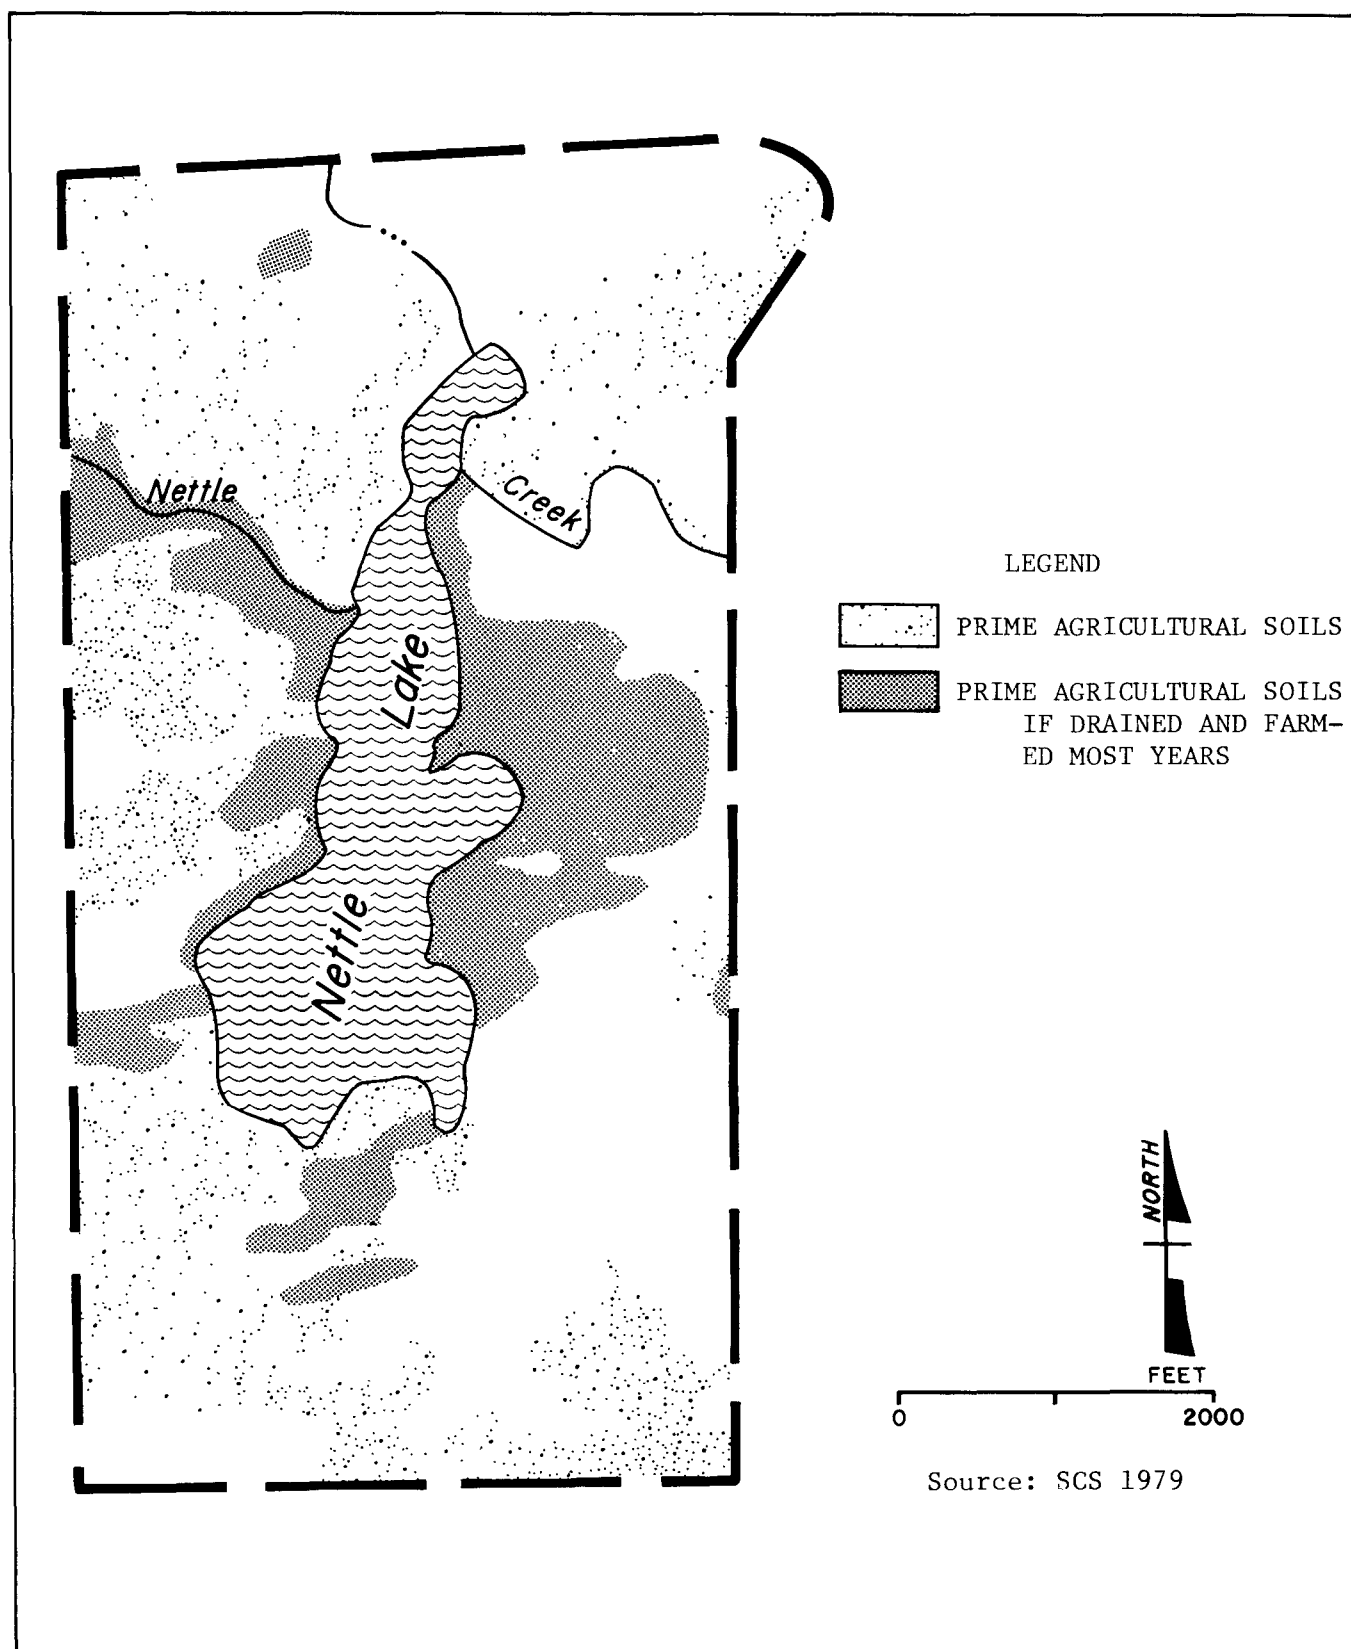 Nettle
Creek
Lake
Nettle
LEGEND
PRIME AGRICULTURAL SOILS
PRIME AGRICULTURAL SOILS
IF DRAINED AND FARM-
ED MOST YEARS
NORTH
FEET
0 2000
Source: SCS 1979